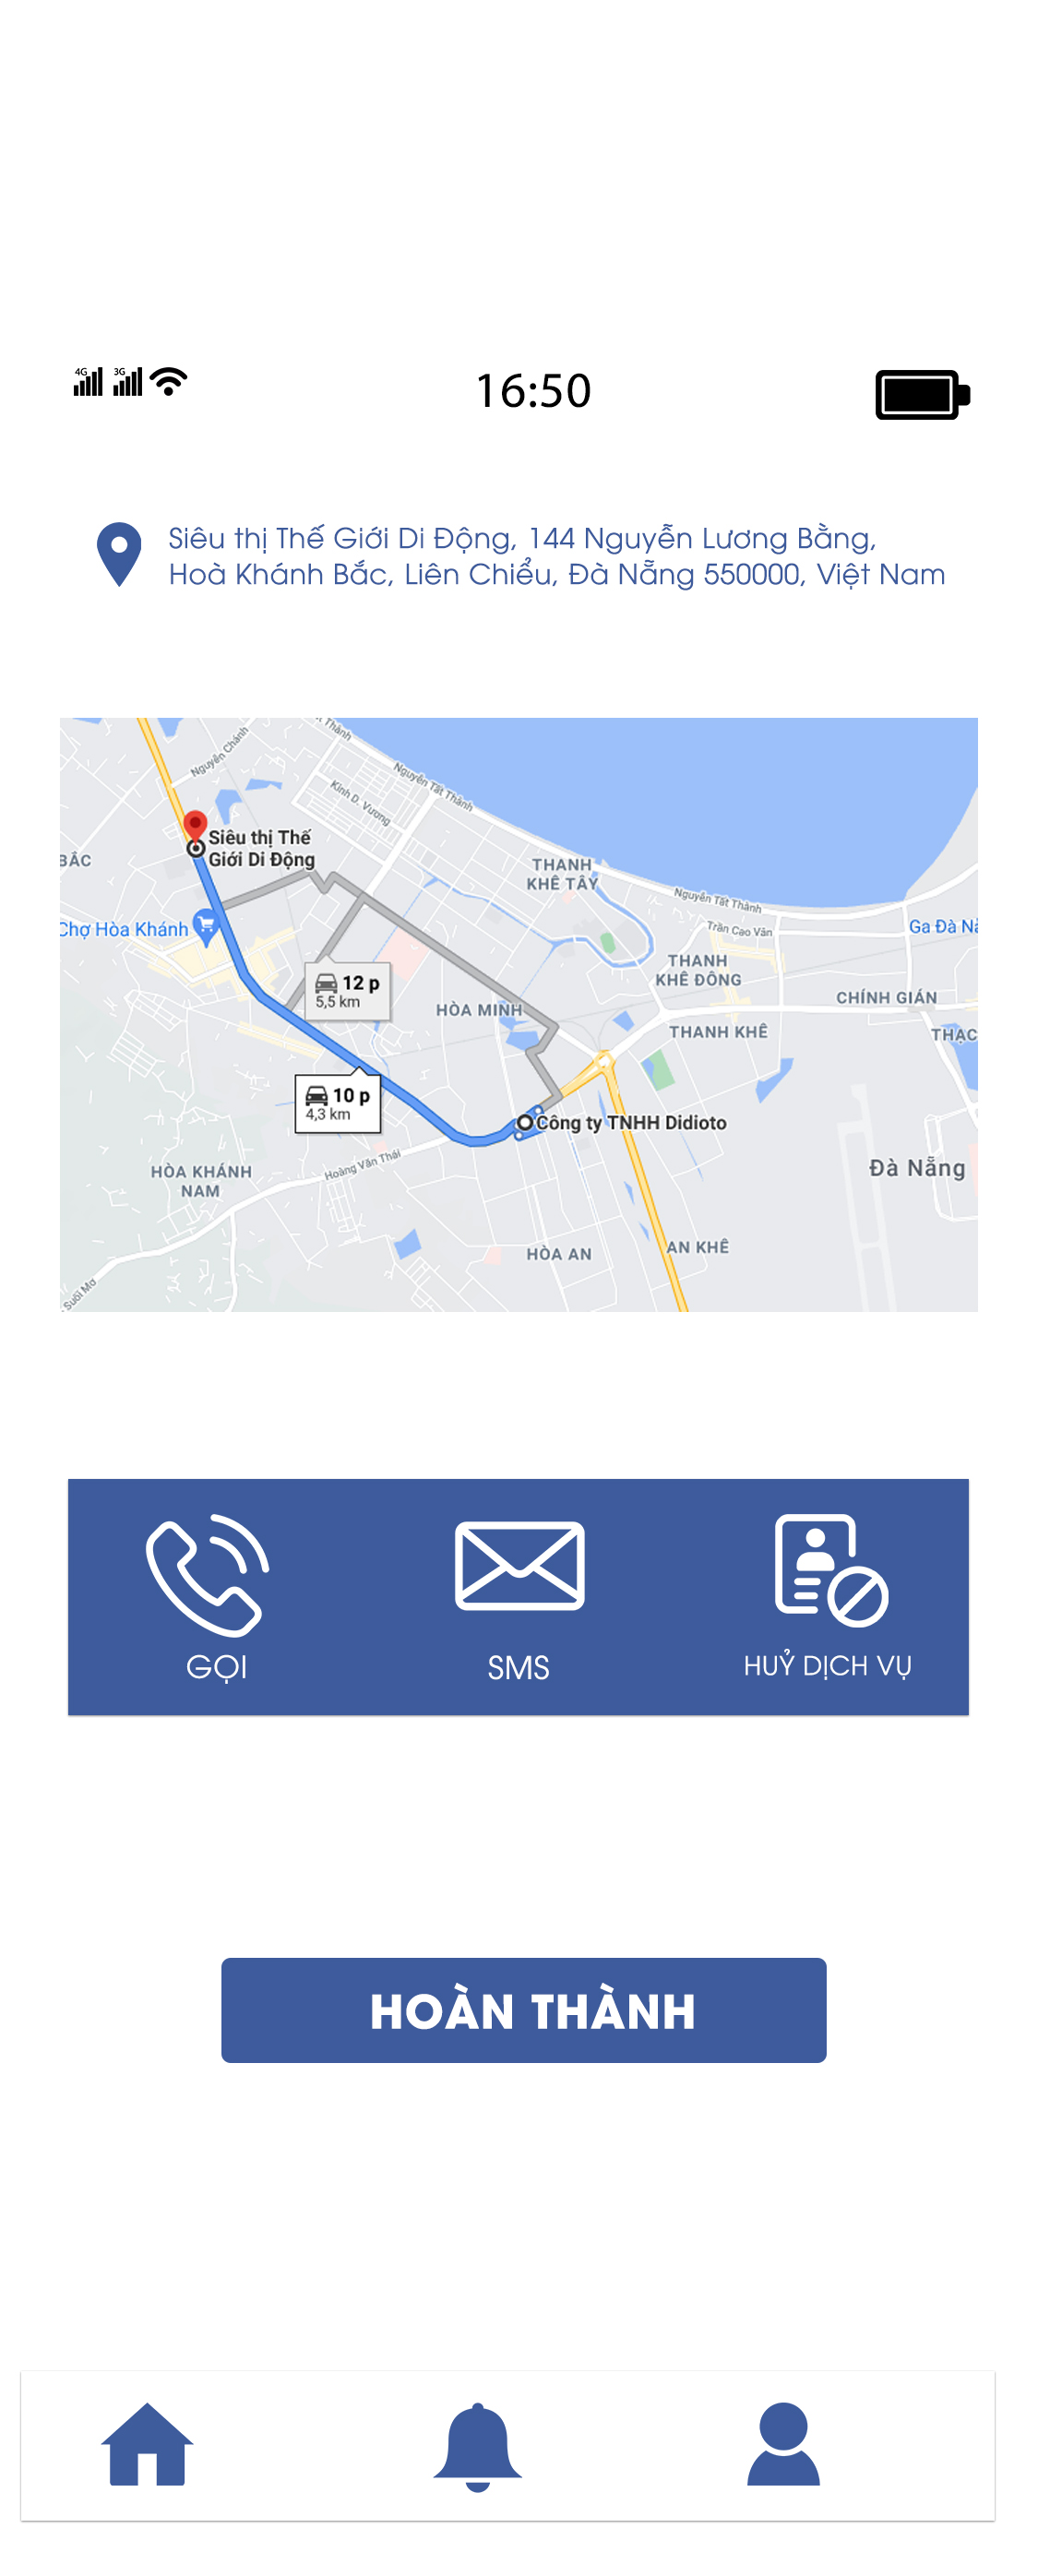 4G 3G
16:50
Siêu thị Thế Giới Di Động, 144 Nguyễn Lương Bằng,
Hoà Khánh Bắc, Liên Chiểu, Đà Nẵng 550000, Việt Nam
Thành
Nguyễn Chánh
Nguyễn Tất Thành
Kinh D. Vương
Siêu thị Thế
Giới Di Động
BẮC
THANH
KHÊ TÂY
Nguyễn Tất Thành
Trần Cao Vân
Ga Đà
Chợ Hòa Khánh
THANH
KHÊ ĐÔNG
12 p
5,5 km
HÒA MINH
CHÍNH GIÁN
THANH KHÊ
THẠC
10 p
4,3 km
Công ty TNHH Didioto
Hoàng Văn Thái
HÒA KHÁNH
NAM
Đà Nẵng
HÒA AN
AN KHÊ
Suối Mơ
GỌI
SMS
HUỶ DỊCH VỤ
HOÀN THÀNH